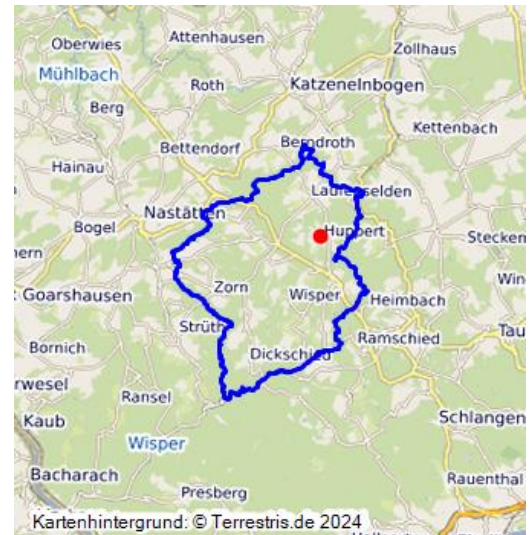 Oberwies
Attenhausen
Zollhaus
Mühlbach
Roth
Katzenelnbogen
Berg
Kettenbach
Hainau
Bettendorf
Berndroth
Laufenselden
Nastätten
Bogel
Huppert
Zorn
Wisper
Heimbach
Goarshausen
Strüth
Ramschied
Bornich
Dickschied
Ransel
Kaub
Schlangen
Wisper
Bacharach
Rauenthal
Presberg
Kartenhintergrund: © Terrestris.de 2024